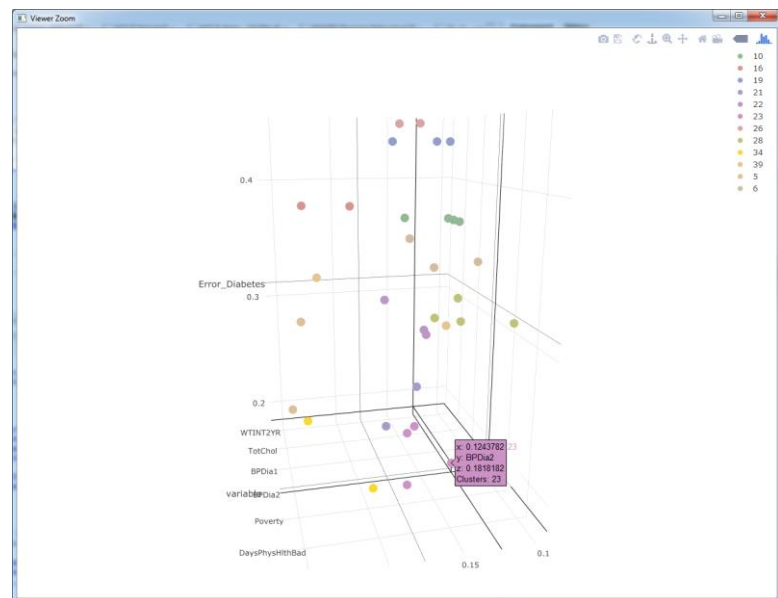 Viewer Zoom
10
16
19
21
22
23
26
28
34
39
5
6
0.4
Error_Diabetes
0.3
0.2
WTINT2YR
TotChol
BPDia1
variable
BPDia2
Poverty
DaysPhysHlthBad
x: 0.1243782
y: BPDia2
z: 0.1818182
Clusters: 23
23
0.15
0.1